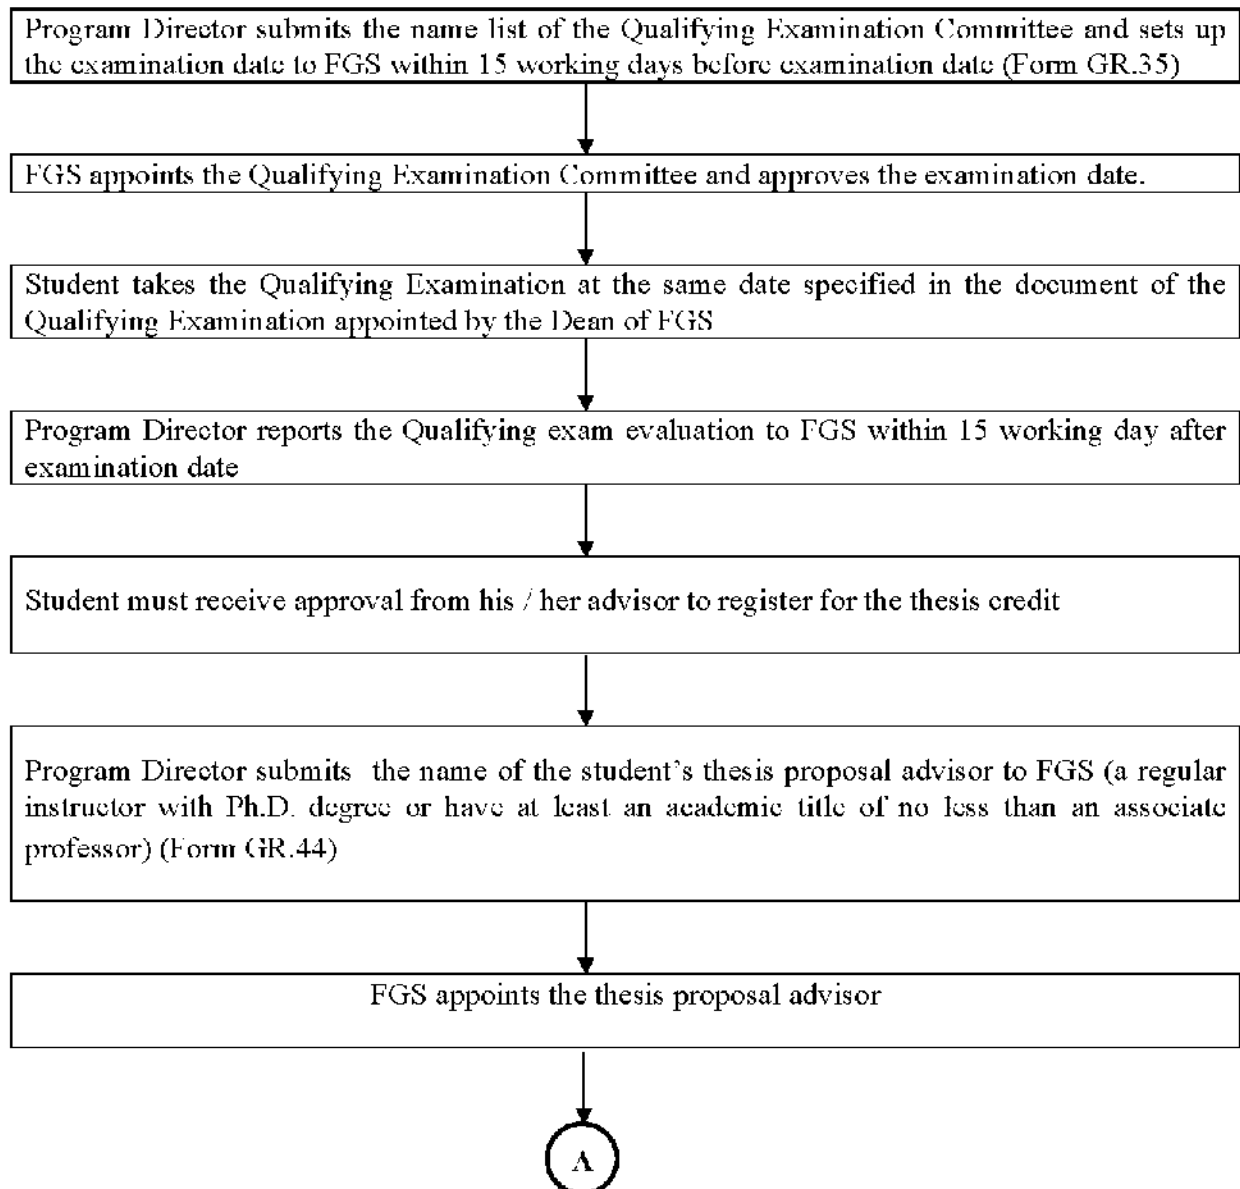 Program Director submits the name list of the Qualifying Examination Committee and sets up
the examination date to FGS within 15 working days before examination date (Form GR.35)
FGS appoints the Qualifying Examination Committee and approves the examination date.
Student takes the Qualifying Examination at the same date specified in the document of the
Qualifying Examination appointed by the Dean of FGS
Program Director reports the Qualifying exam evaluation to FGS within 15 working day after
examination date
Student must receive approval from his / her advisor to register for the thesis credit
Program Director submits the name of the student's thesis proposal advisor to FGS (a regular
instructor with Ph.D. degree or have at least an academic title of no less than an associate
professor) (Form GR.44)
FGS appoints the thesis proposal advisor
A